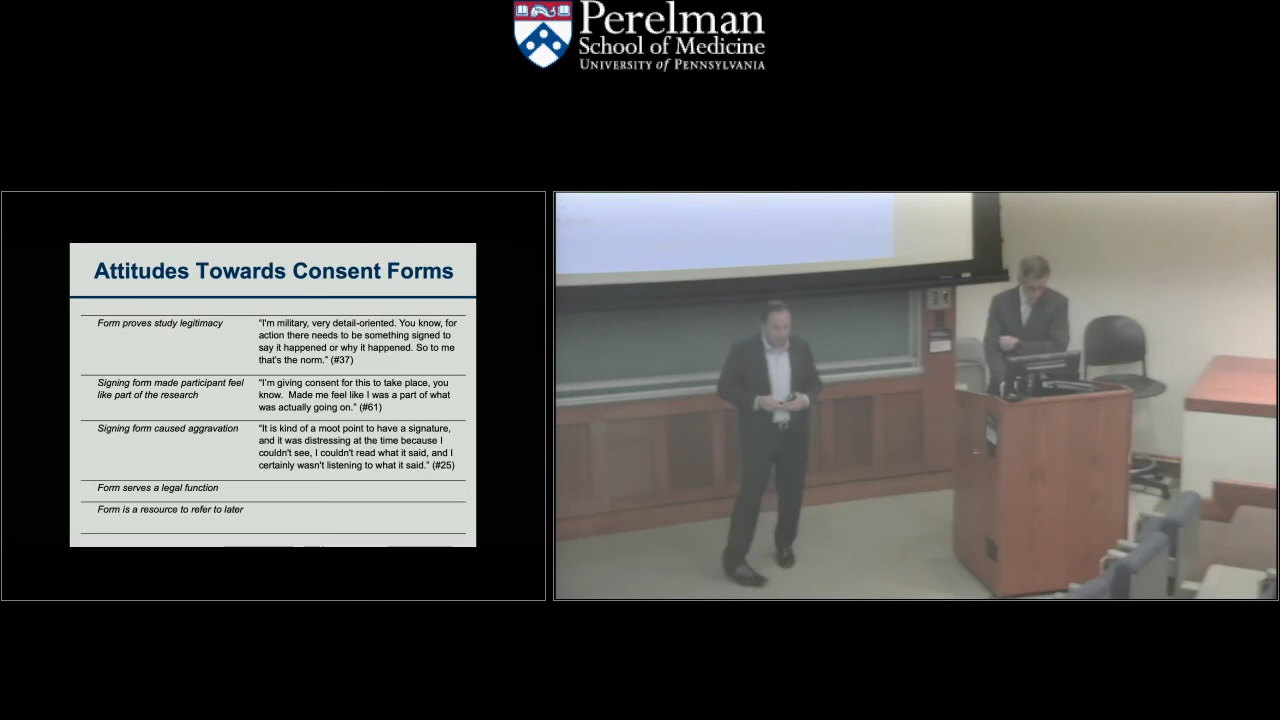 Perelman
School of Medicine
UNIVERSITY of PENNSYLVANIA
Attitudes Towards Consent Forms
Form proves study legitimacy
"I'm military, very detail-oriented. You know, for
action there needs to be something signed to
say it happened or why it happened. So to me
that's the norm." (#37)
Signing form made participant feel
like part of the research
"I'm giving consent for this to take place, you
know.  Made me feel like I was a part of what
was actually going on." (#61)
Signing form caused aggravation
"It is kind of a moot point to have a signature,
and it was distressing at the time because I
couldn't see, I couldn't read what it said, and I
certainly wasn't listening to what it said." (#25)
Form serves a legal function
Form is a resource to refer to later